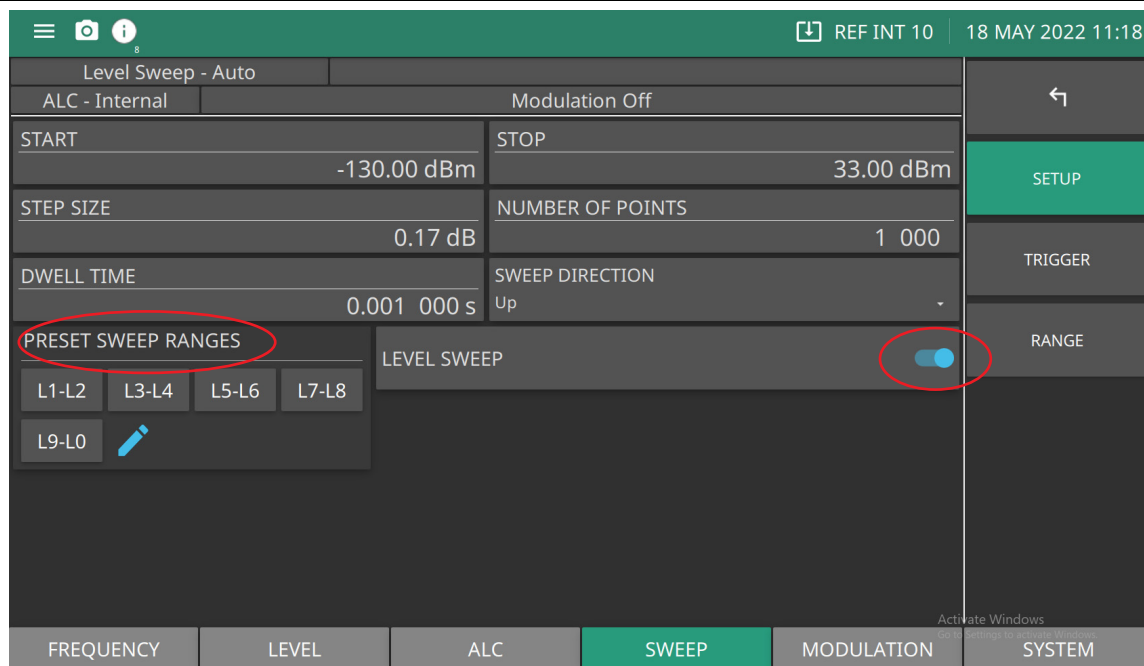 REF INT 10
18 MAY 2022 11:18
8
Level Sweep - Auto
ALC - Internal
Modulation Off
START
-130.00 dBm
STOP
33.00 dBm
STEP SIZE
0.17 dB
NUMBER OF POINTS
1 000
DWELL TIME
0.001 000 s
SWEEP DIRECTION
Up
PRESET SWEEP RANGES
L1-L2
L3-L4
L5-L6
L7-L8
L9-L0
LEVEL SWEEP
SETUP
TRIGGER
RANGE
Activate Windows
Go to Settings to activate Windows.
FREQUENCY
LEVEL
ALC
SWEEP
MODULATION
SYSTEM